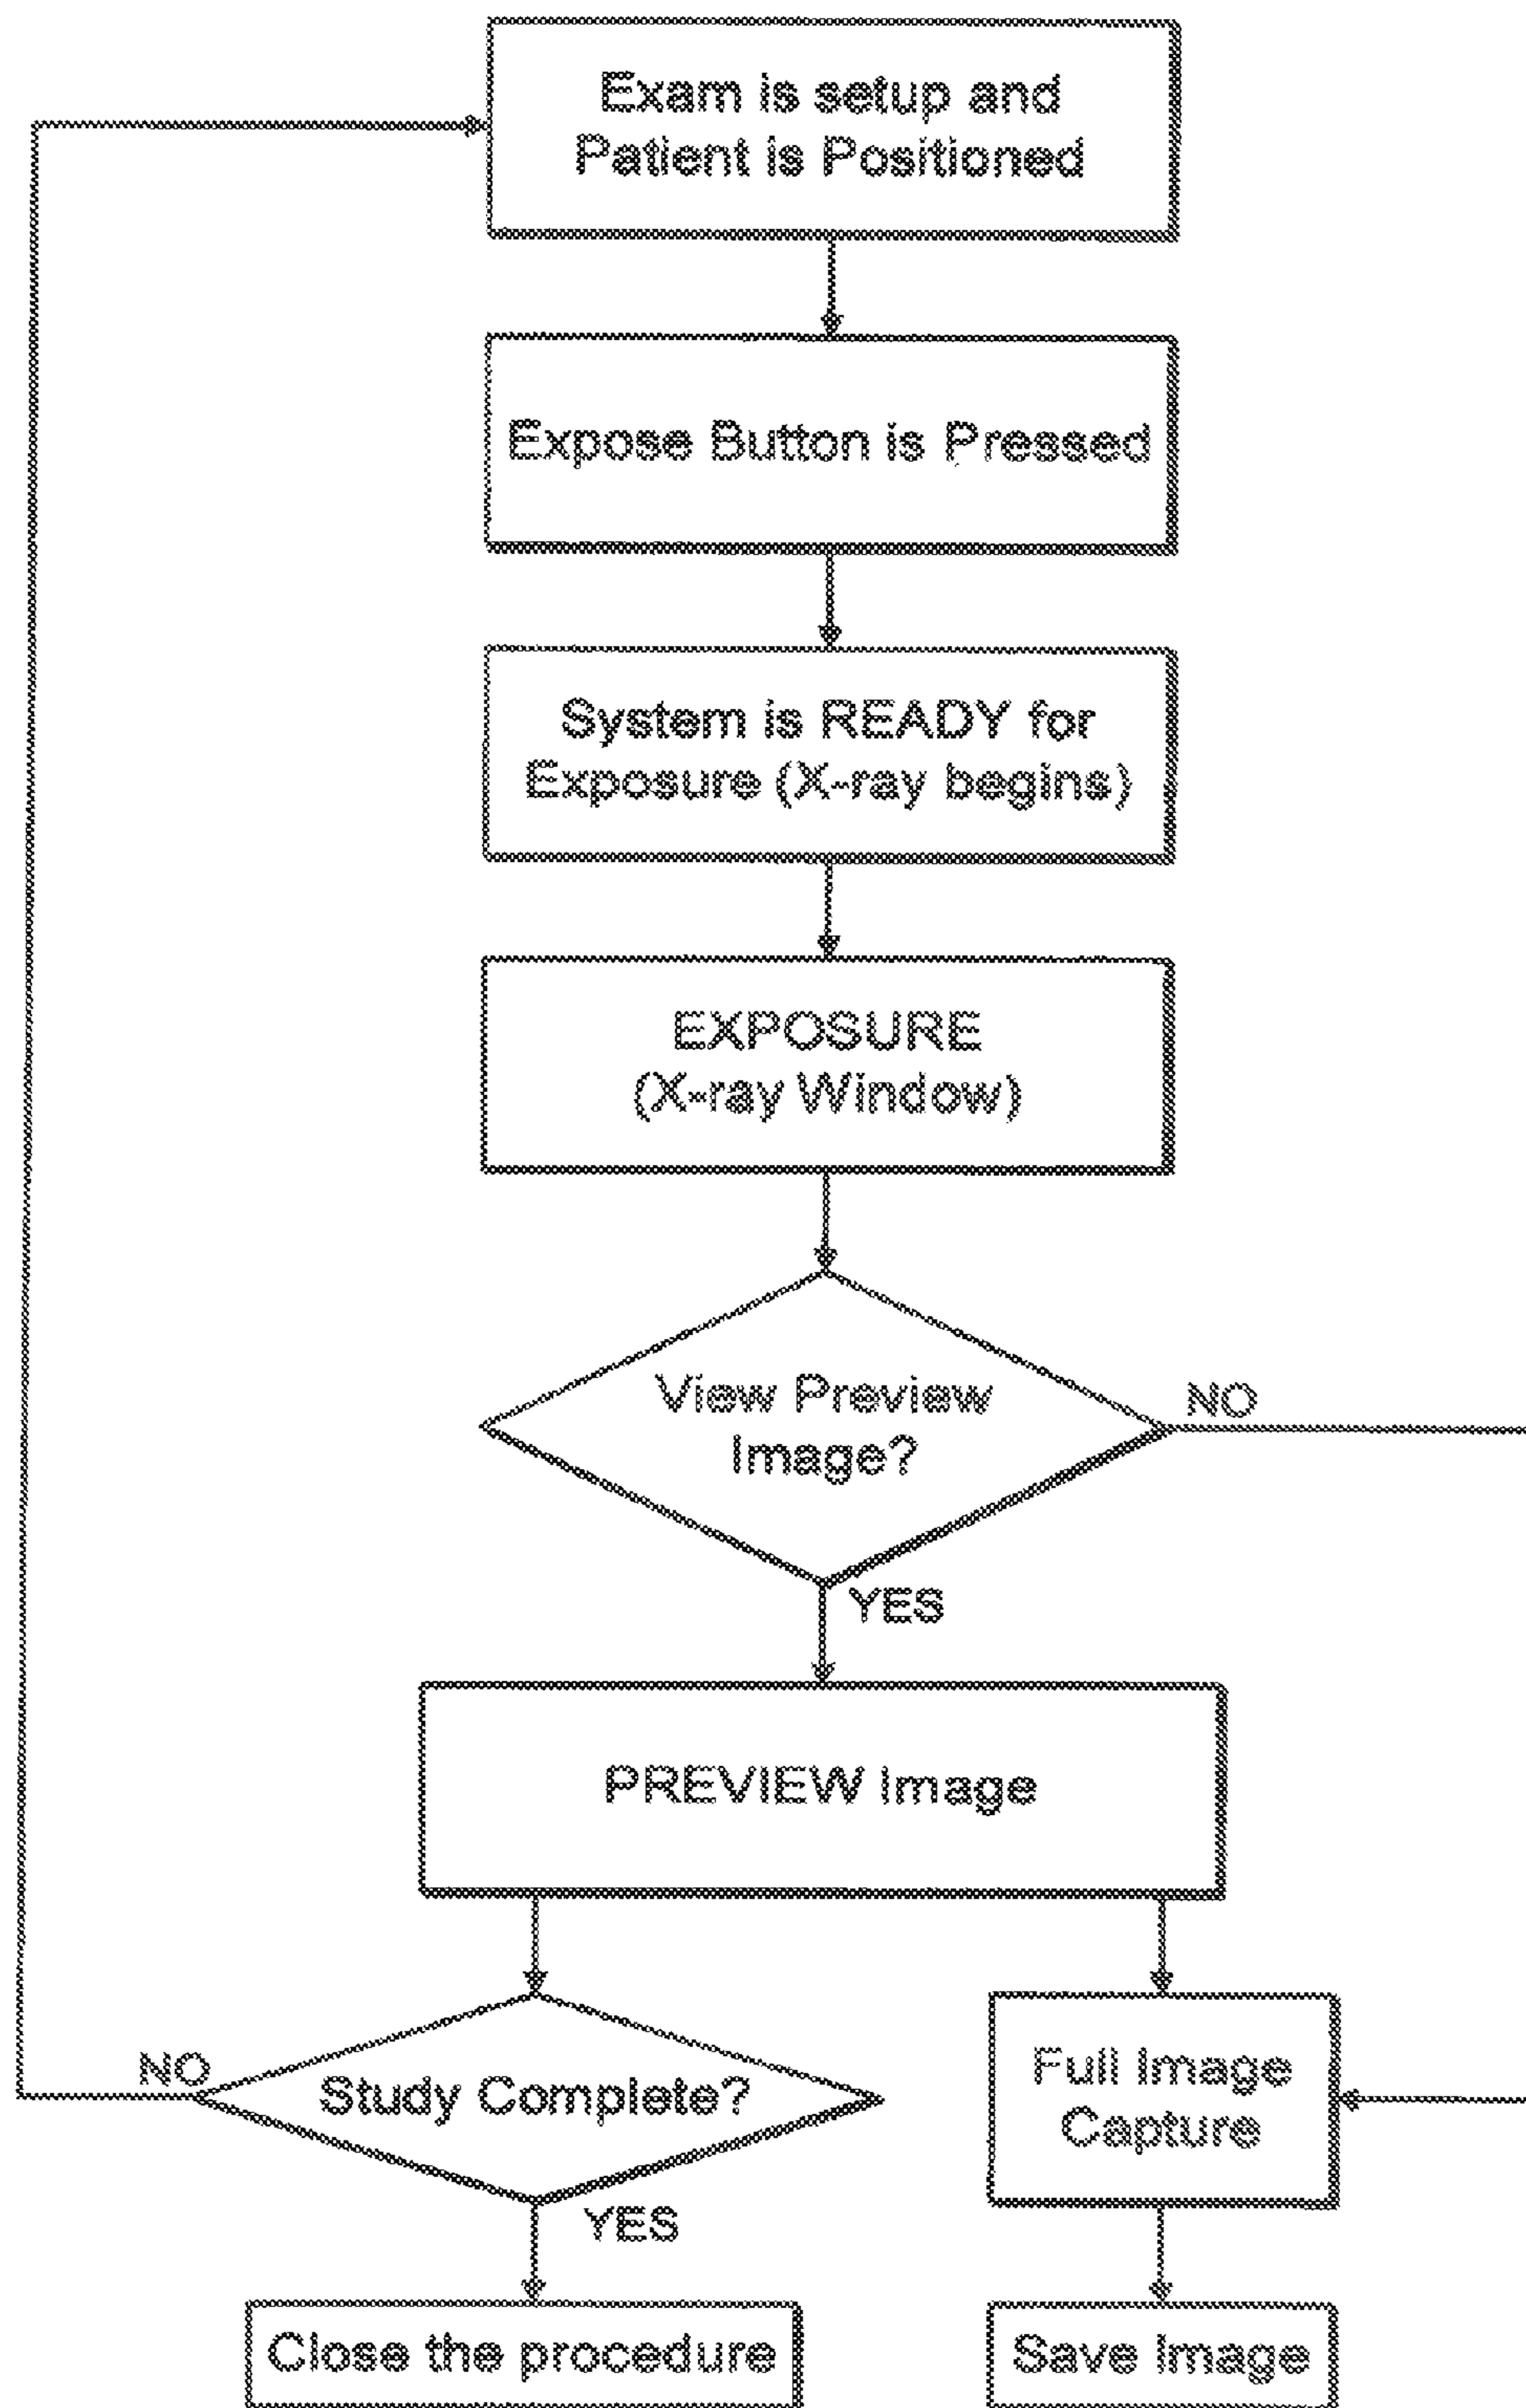 Exam is setup and
Patient is Positioned
Expose Button is Pressed
System is READY for
Exposure (X-ray begins)
EXPOSURE
(X-ray Window)
View Preview
Image?
NO
YES
PREVIEW Image
NO
Study Complete?
YES
Full Image
Capture
Close the procedure
Save Image